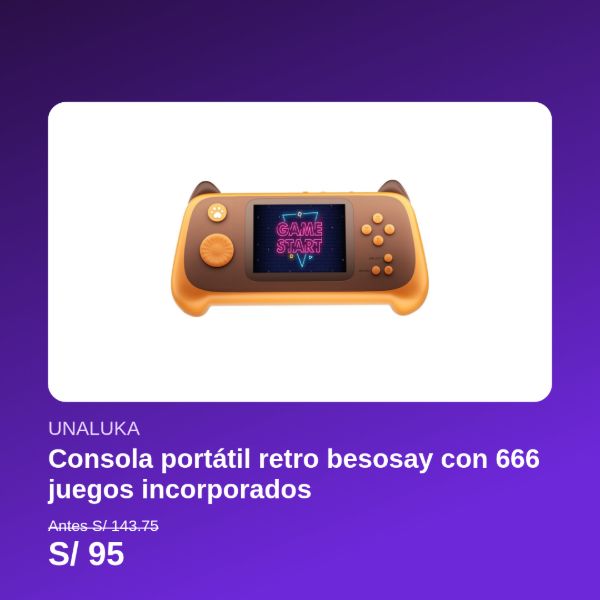 GAME
START
UNALUKA
Consola portátil retro besosay con 666
juegos incorporados
Antes S/ 143.75
S/ 95